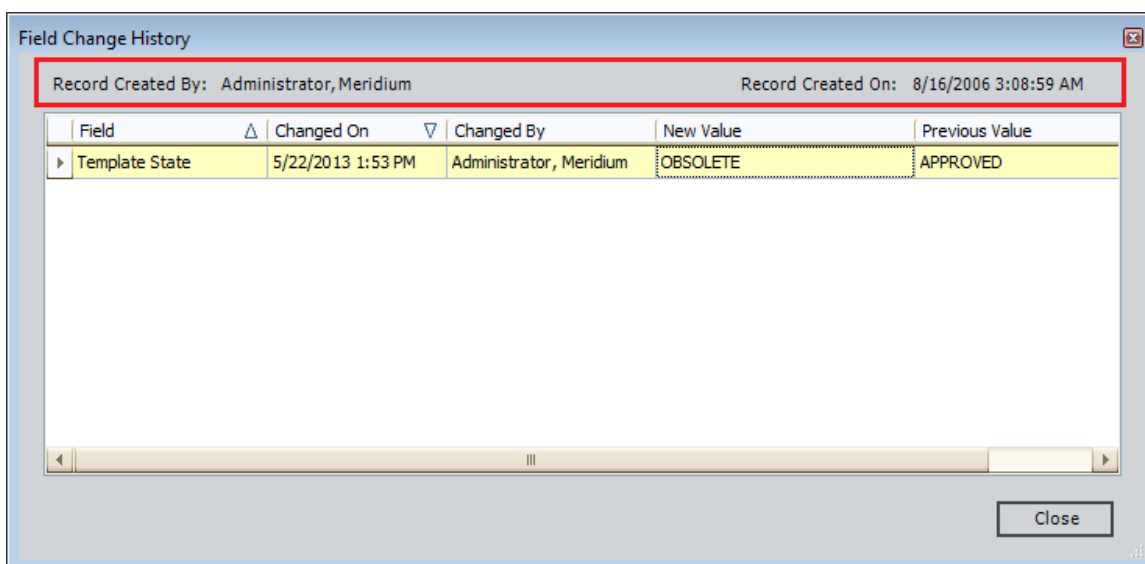 Field Change History
Record Created By: Administrator, Meridium Record Created On: 8/16/2006 3:08:59 AM
Field Changed On Changed By New Value Previous Value
Template State 5/22/2013 1:53 PM Administrator, Meridium OBSOLETE APPROVED
Close